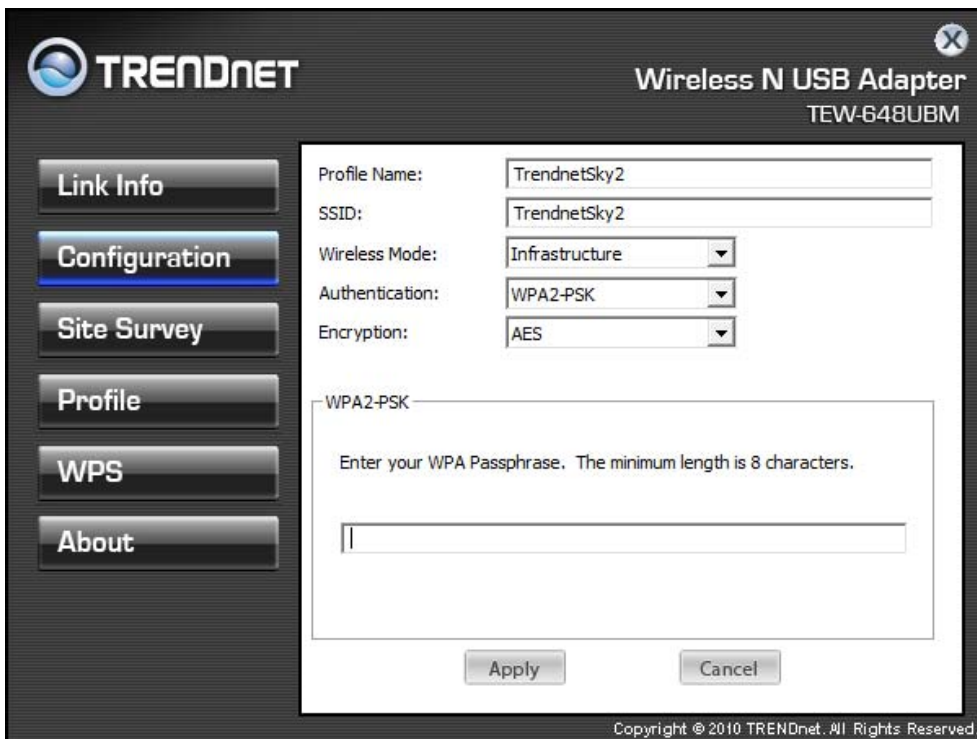 TRENDNET
Wireless N USB Adapter
TEW-648UBM
Link Info
Configuration
Site Survey
Profile
WPS
About
Profile Name: TrendnetSky2
SSID: TrendnetSky2
Wireless Mode: Infrastructure
Authentication: WPA2-PSK
Encryption: AES
WPA2-PSK
Enter your WPA Passphrase. The minimum length is 8 characters.
Apply Cancel
Copyright © 2010 TRENDnet. All Rights Reserved